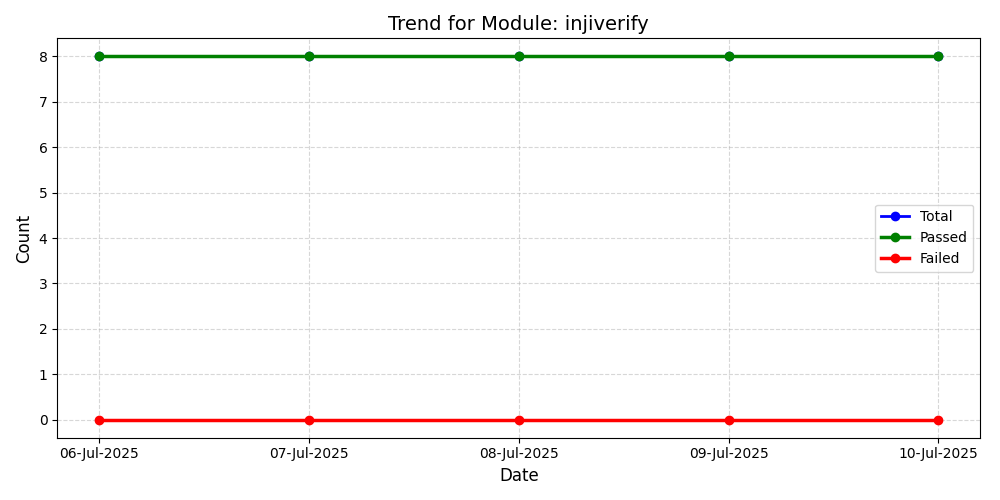 Trend for Module: injiverify
Count
8
7
6
5
4
3
2
1
0
Total
Passed
Failed
06-Jul-2025
07-Jul-2025
08-Jul-2025
09-Jul-2025
10-Jul-2025
Date